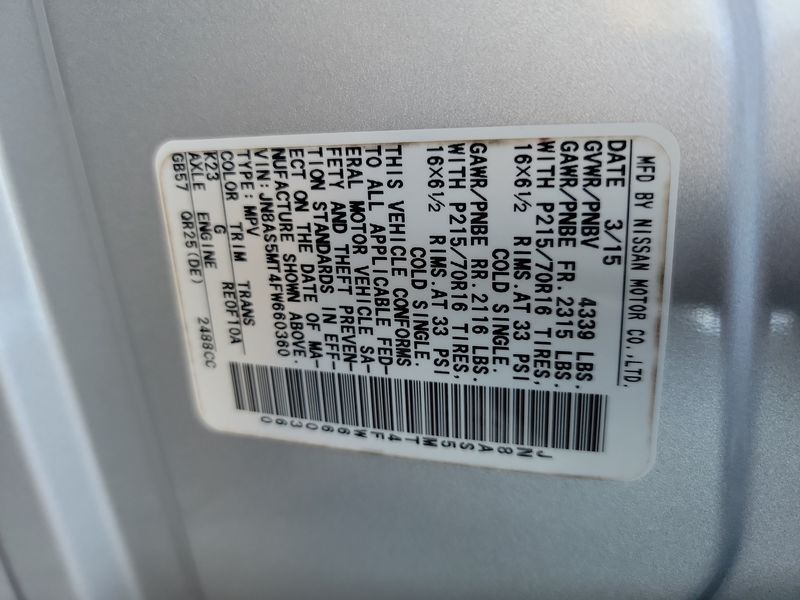 MFD BY NISSAN MOTOR CO.,LTD.
DATE 3/15
GVWR/PNBV 4339 LBS.
GAWR/PNBE FR. 2315 LBS.
WITH P215/70R16 TIRES,
16X6½ RIMS.AT 33 PSI
COLD SINGLE.
GAWR/PNBE RR. 2116 LBS.
WITH P215/70R16 TIRES,
16X6½ RIMS.AT 33 PSI
COLD SINGLE.
THIS VEHICLE CONFORMS
TO ALL APPLICABLE FED-
ERAL MOTOR VEHICLE SA-
FETY AND THEFT PREVEN-
TION STANDARDS IN EFF-
ECT ON THE DATE OF MA-
NUFACTURE SHOWN ABOVE.
VIN:JN8AS5MT4FW660360
TYPE:MPV
COLOR TRIM TRANS
K23 G RE0F10A
AXLE ENGINE
GB57 QR25(DE) 2488CC
JN8AS5MT4FW660360